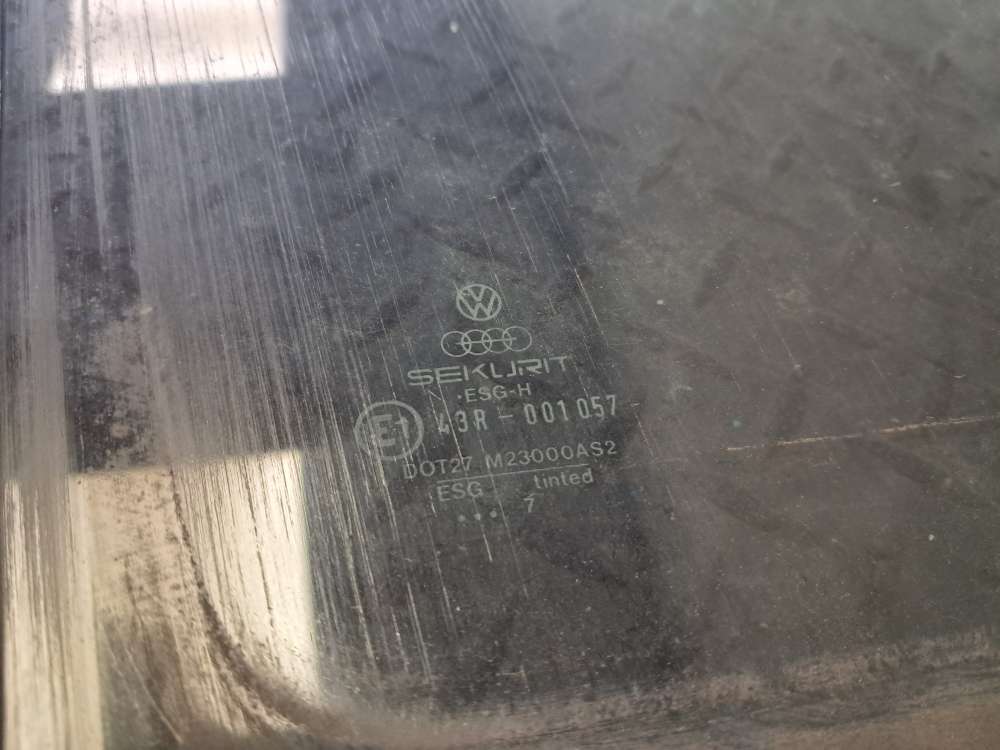 SEKURIT
ESG-H
E1 43R - 001057
DOT27 M23000AS2
ESG tinted
... 7